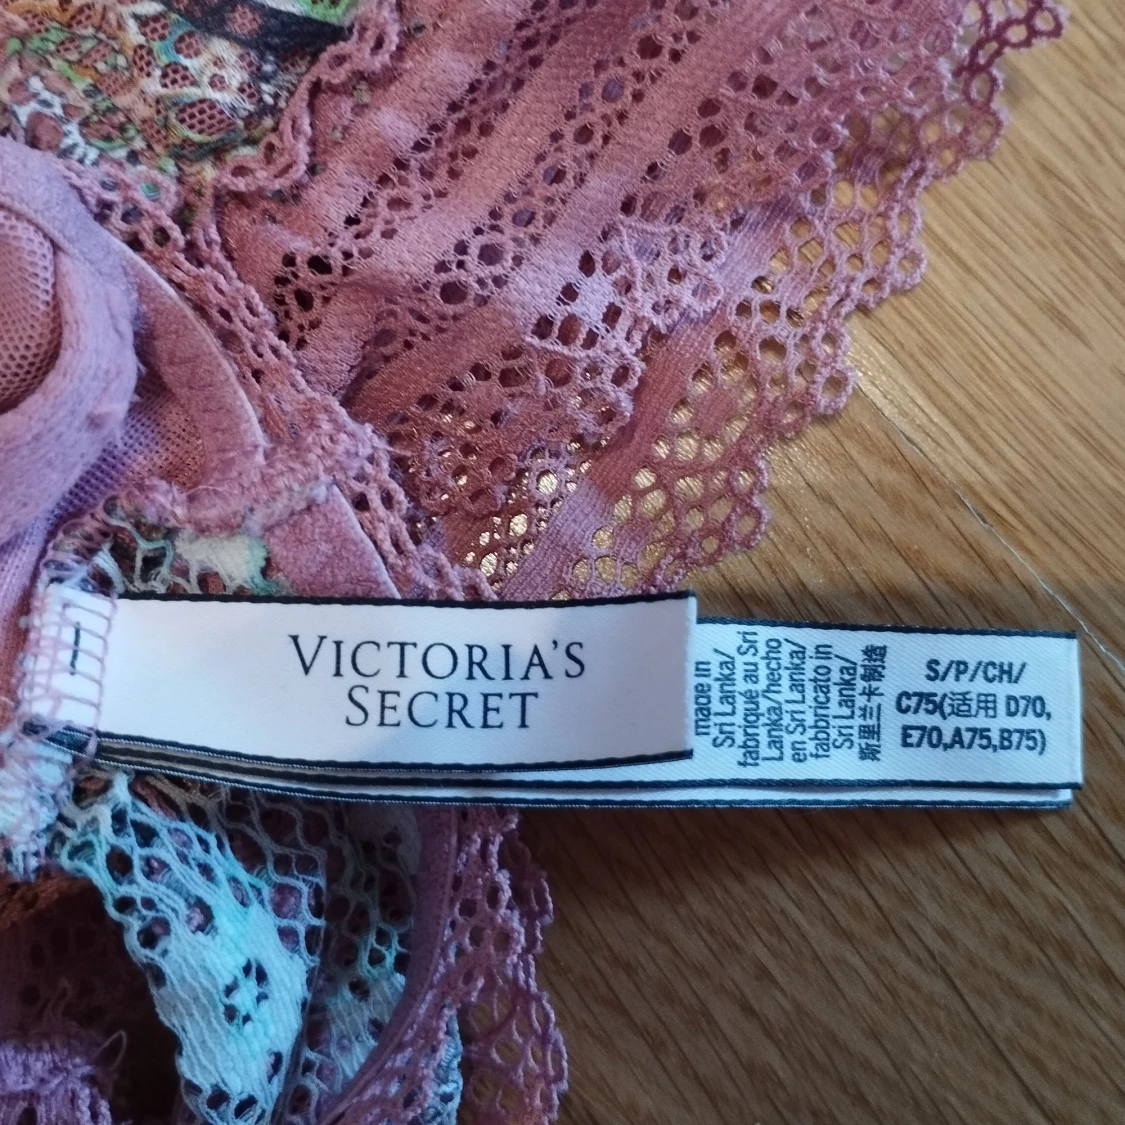 VICTORIA'S
SECRET
made in
Sri Lanka/
fabriqué au Sri
Lanka/hecho
en Sri Lanka/
fabricato in
Sri Lanka/
斯里兰卡制造
S/P/CH/
C75(适用 D70,
E70,A75,B75)